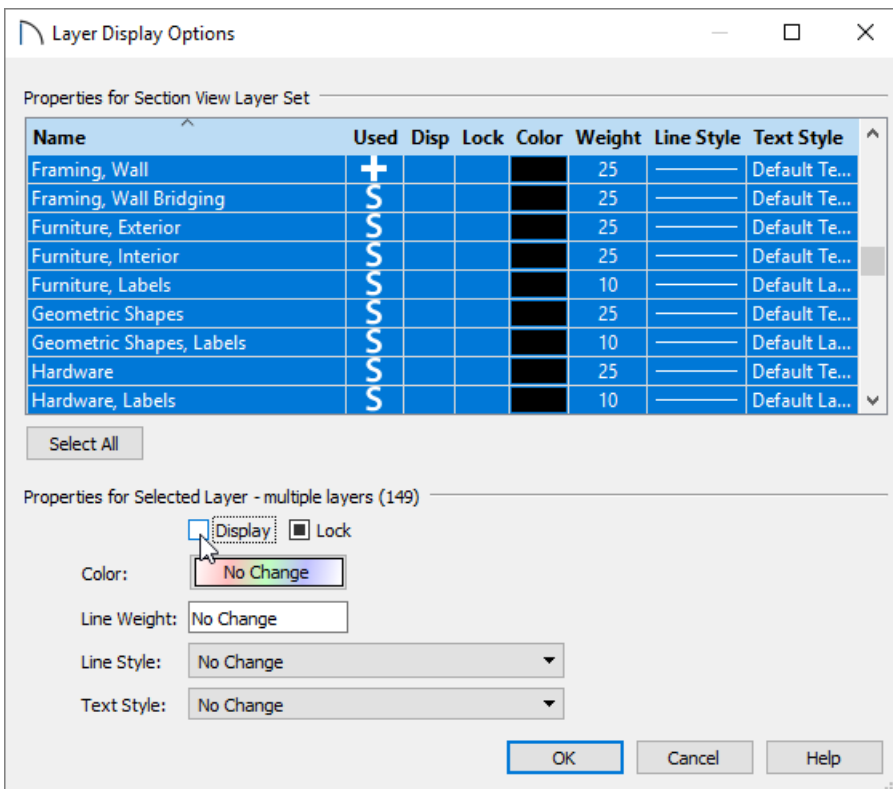 Layer Display Options
Properties for Section View Layer Set
Name Used Disp Lock Color Weight Line Style Text Style
Framing, Wall + 25 Default Te...
Framing, Wall Bridging S 25 Default Te...
Furniture, Exterior S 25 Default Te...
Furniture, Interior S 25 Default Te...
Furniture, Labels S 10 Default La...
Geometric Shapes S 25 Default Te...
Geometric Shapes, Labels S 10 Default La...
Hardware S 25 Default Te...
Hardware, Labels S 10 Default La...
Select All
Properties for Selected Layer - multiple layers (149)
Display Lock
Color: No Change
Line Weight: No Change
Line Style: No Change
Text Style: No Change
OK Cancel Help